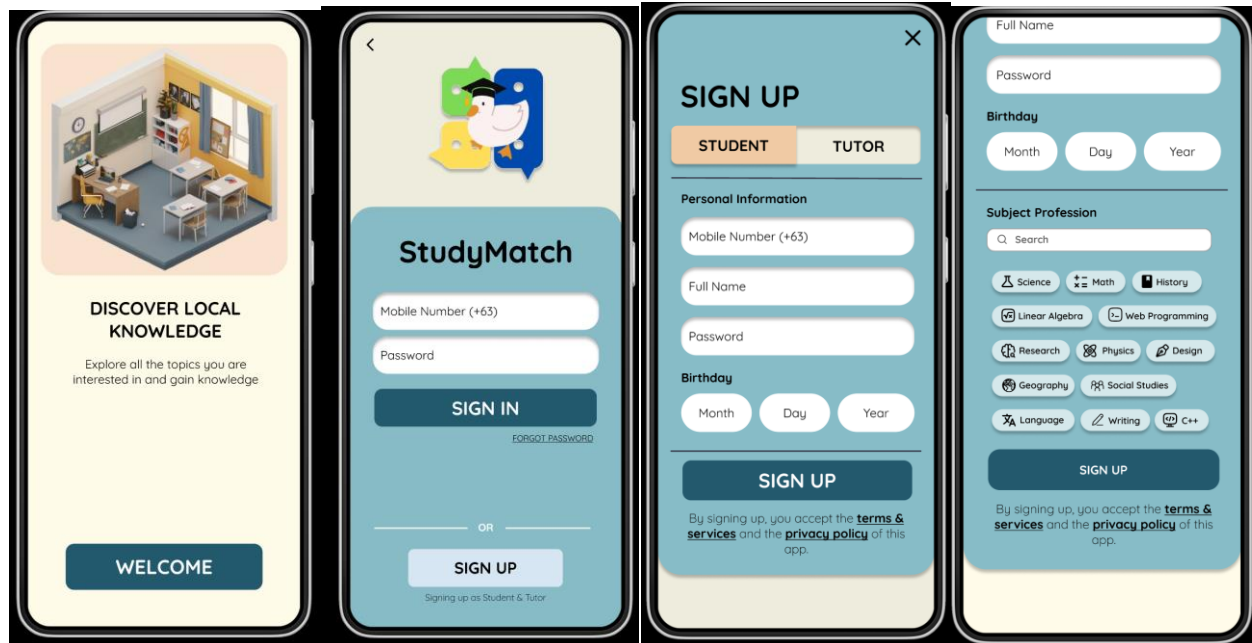 DISCOVER LOCAL
KNOWLEDGE
Explore all the topics you are
interested in and gain knowledge
WELCOME
StudyMatch
Mobile Number (+63)
Password
SIGN IN
FORGOT PASSWORD
OR
SIGN UP
Signing up as Student & Tutor
SIGN UP
STUDENT TUTOR
Personal Information
Mobile Number (+63)
Full Name
Password
Birthday
Month Day Year
SIGN UP
By signing up, you accept the terms &
services and the privacy policy of this
app.
Full Name
Password
Birthday
Month Day Year
Subject Profession
Search
Science Math History
Linear Algebra Web Programming
Research Physics Design
Geography Social Studies
Language Writing C++
SIGN UP
By signing up, you accept the terms &
services and the privacy policy of this
app.